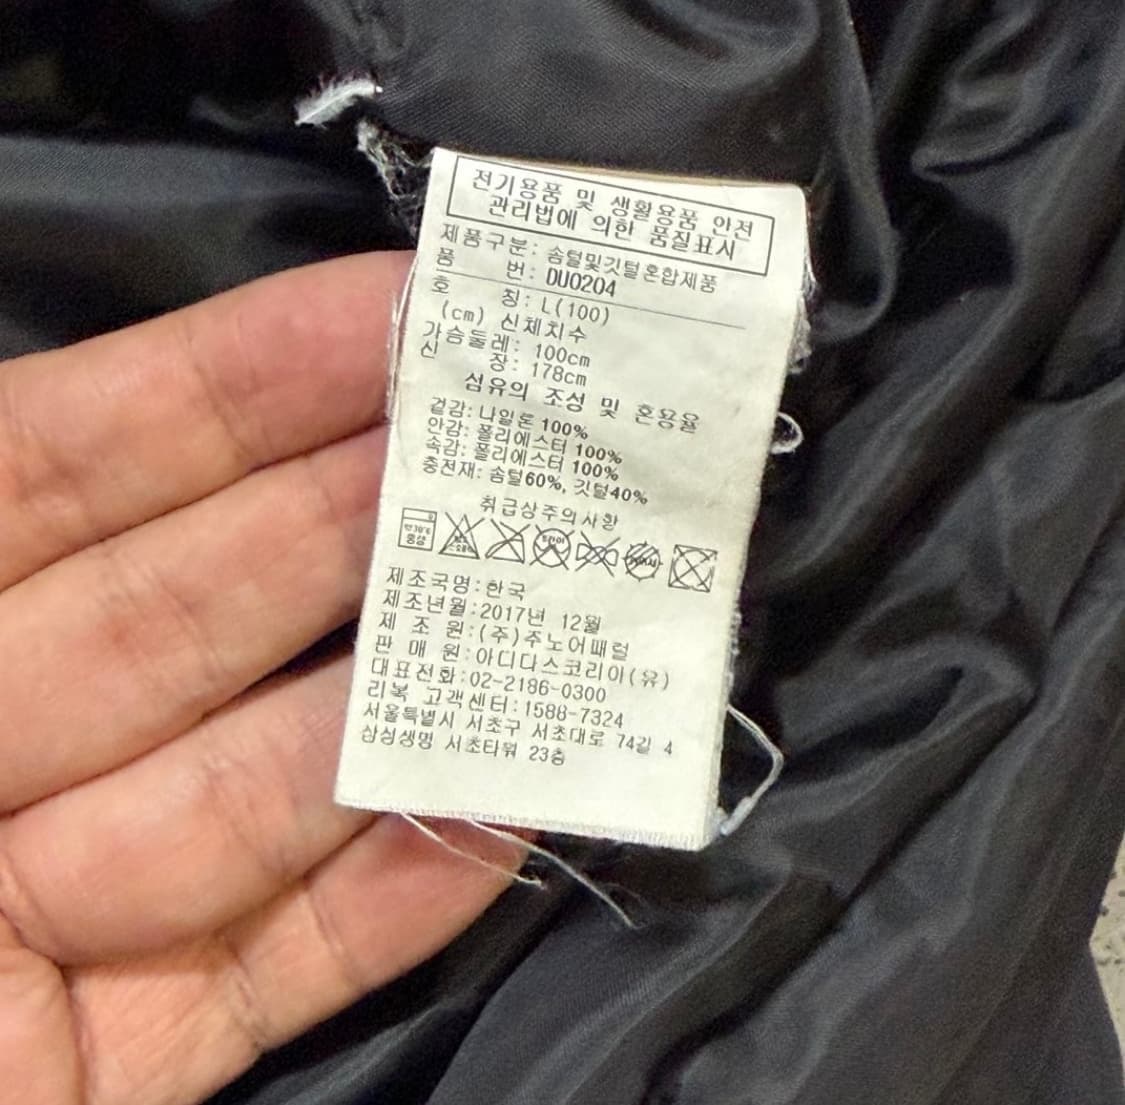 전기용품 및 생활용품 안전
관리법에 의한 품질표시
제품구분: 솜털및깃털혼합제품
품 번: DU0204
호 칭: L(100)
(cm) 신체치수
가슴둘레: 100cm
신 장: 178cm
섬유의 조성 및 혼용율
겉감: 나일론 100%
안감: 폴리에스터 100%
속감: 폴리에스터 100%
충전재: 솜털60%, 깃털40%
취급상주의사항
약30℃
중성
드라이
제조국명:한국
제조년월:2017년 12월
제 조 원:(주)주노어패럴
판 매 원:아디다스코리아(유)
대표전화:02-2186-0300
리복 고객센터:1588-7324
서울특별시 서초구 서초대로 74길 4
삼성생명 서초타워 23층